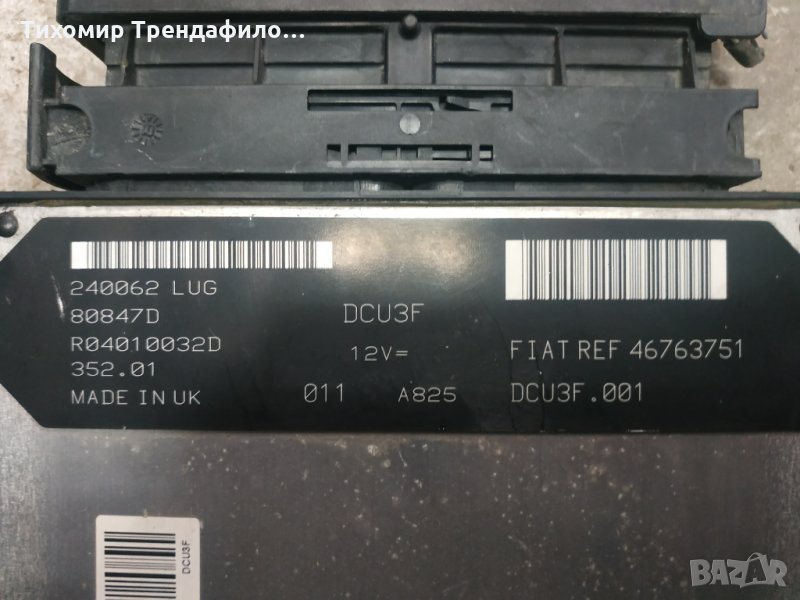 Тихомир Трендафило...
240062 LUG
80847D
R04010032D
352.01
MADE IN UK
DCU3F
12V=
011 A825
FIAT REF 46763751
DCU3F.001
DCU3F
BAZAR